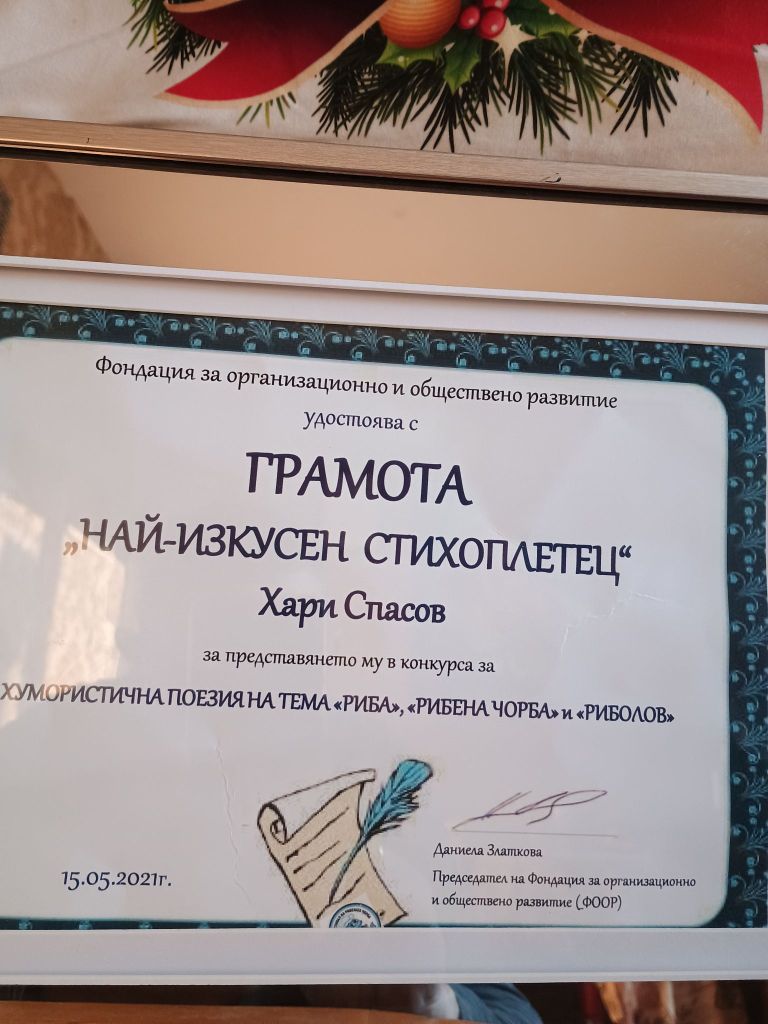 Фондация за организационно и обществено развитие
удостоява с
ГРАМОТА
„НАЙ-ИЗКУСЕН СТИХОПЛЕТЕЦ“
Хари Спасов
за представянето му в конкурса за
ХУМОРИСТИЧНА ПОЕЗИЯ НА ТЕМА «РИБА», «РИБЕНА ЧОРБА» и «РИБОЛОВ»
Даниела Златкова
15.05.2021г.
Председател на Фондация за организационно
и обществено развитие (_ФООР)